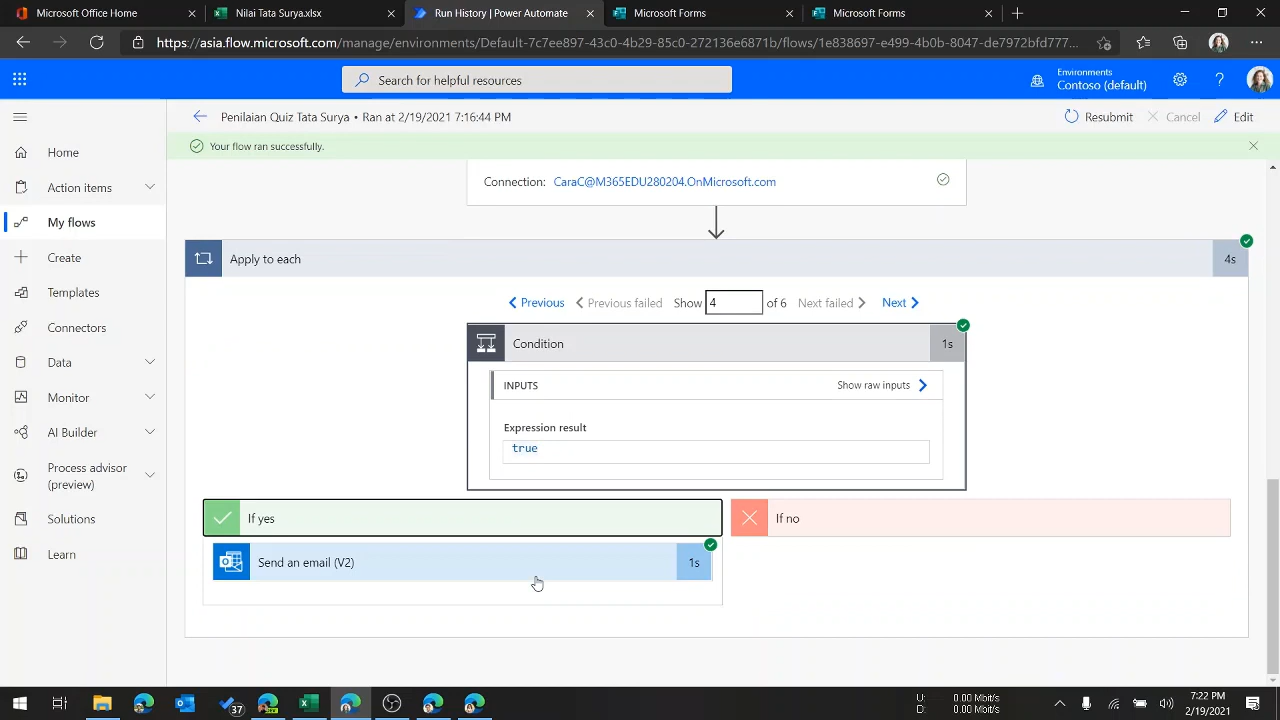 Microsoft Office Home
Nilai Tata Surya.xlsx
Run History | Power Automate
Microsoft Forms
Microsoft Forms
https://asia.flow.microsoft.com/manage/environments/Default-7c7ee897-43c0-4b29-85c0-272136e6871b/flows/1e838697-e499-4b0b-8047-de7972bfd777...
Search for helpful resources
Environments
Contoso (default)
Penilaian Quiz Tata Surya • Ran at 2/19/2021 7:16:44 PM
Resubmit
Cancel
Edit
Your flow ran successfully.
Home
Action items
My flows
Create
Templates
Connectors
Data
Monitor
AI Builder
Process advisor
(preview)
Solutions
Learn
Connection: CaraC@M365EDU280204.OnMicrosoft.com
Apply to each
4s
Previous
Previous failed
Show 4 of 6
Next failed
Next
Condition
1s
INPUTS
Show raw inputs
Expression result
true
If yes
If no
Send an email (V2)
1s
37
U: 0.00 Mbit/s
D: 0.00 Mbit/s
7:22 PM
2/19/2021